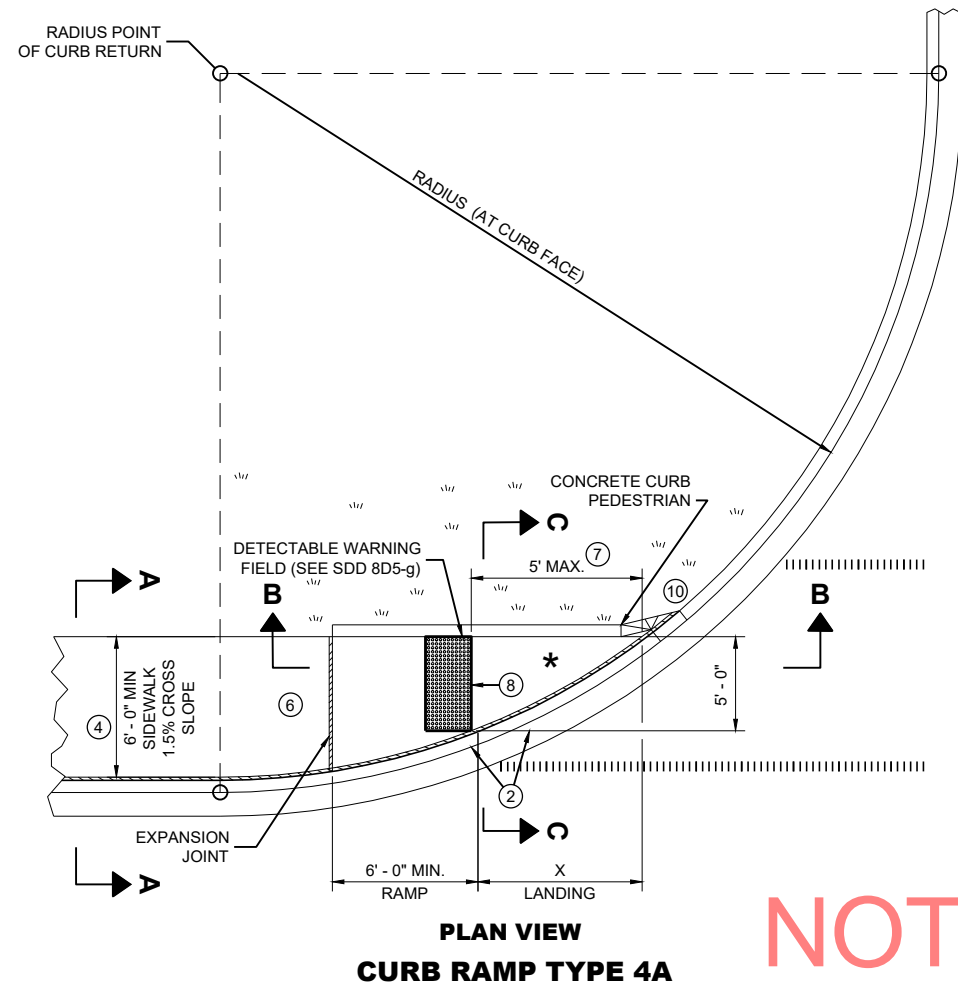 RADIUS POINT
OF CURB RETURN
RADIUS (AT CURB FACE)
CONCRETE CURB
PEDESTRIAN
C
7
5' MAX.
DETECTABLE WARNING
FIELD (SEE SDD 8D5-g)
A
B
10
B
*
8
6
4
6' - 0" MIN
SIDEWALK
1.5% CROSS
SLOPE
5' - 0"
2
EXPANSION
JOINT
C
A
6' - 0" MIN.
RAMP
X
LANDING
PLAN VIEW
CURB RAMP TYPE 4A
NOT